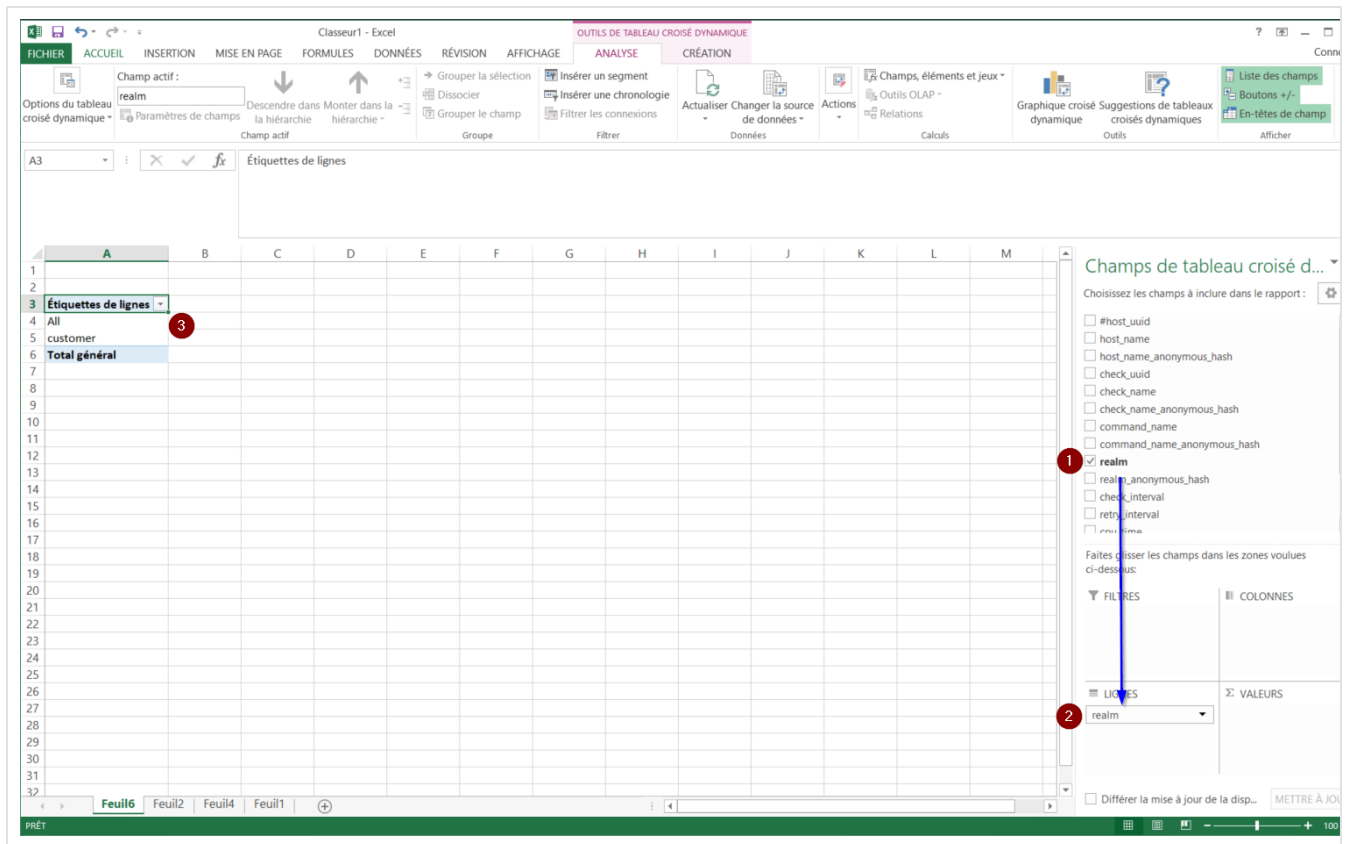 Classeur1 - Excel
OUTILS DE TABLEAU CROISÉ DYNAMIQUE
?
FICHIER ACCUEIL INSERTION MISE EN PAGE FORMULES DONNÉES RÉVISION AFFICHAGE ANALYSE CRÉATION
Options du tableau croisé dynamique
Champ actif :
realm
Paramètres de champs
Descendre dans la hiérarchie
Monter dans la hiérarchie
Champ actif
Grouper la sélection
Dissocier
Grouper le champ
Groupe
Insérer un segment
Insérer une chronologie
Filtrer les connexions
Filtrer
Actualiser
Changer la source de données
Données
Actions
Champs, éléments et jeux
Outils OLAP
Relations
Calculs
Graphique croisé dynamique
Suggestions de tableaux croisés dynamiques
Outils
Liste des champs
Boutons +/-
En-têtes de champ
Afficher
A3 fx Étiquettes de lignes
A B C D E F G H I J K L M
1
2
3 Étiquettes de lignes
4 All
3
5 customer
6 Total général
7
8
9
10
11
12
13
14
15
16
17
18
19
20
21
22
23
24
25
26
27
28
29
30
31
32
Champs de tableau croisé d...
Choisissez les champs à inclure dans le rapport :
#host_uuid
host_name
host_name_anonymous_hash
check_uuid
check_name
check_name_anonymous_hash
command_name
command_name_anonymous_hash
1 realm
realm_anonymous_hash
check_interval
retry_interval
cpu_time
Faites glisser les champs dans les zones voulues
ci-dessous:
FILTRES COLONNES
LIGNES Σ VALEURS
2 realm
Différer la mise à jour de la disp...
Feuil6 Feuil2 Feuil4 Feuil1
PRÊT
100